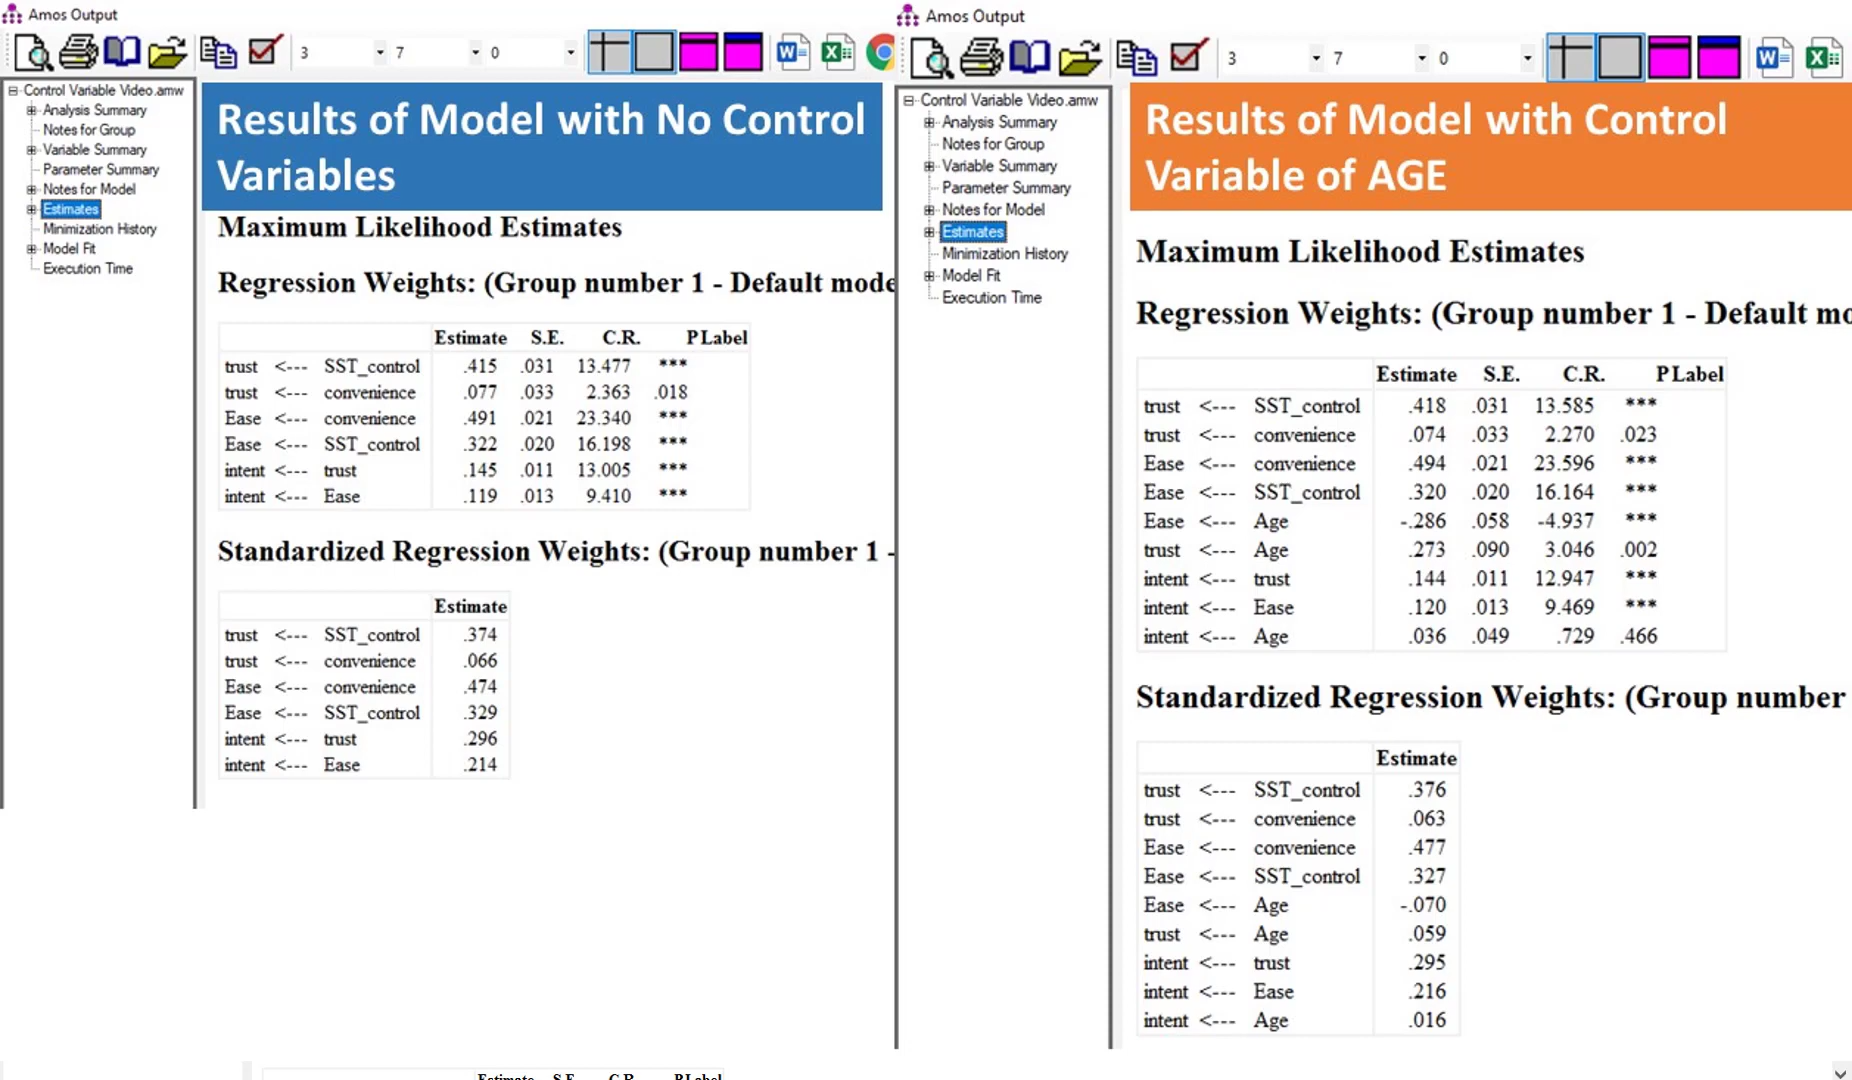 Amos Output
3 7 0
Control Variable Video.amw
Analysis Summary
Notes for Group
Variable Summary
Parameter Summary
Notes for Model
Estimates
Minimization History
Model Fit
Execution Time
Results of Model with No Control
Variables
Maximum Likelihood Estimates
Regression Weights: (Group number 1 - Default mode
Estimate S.E. C.R. P Label
trust <--- SST_control .415 .031 13.477 ***
trust <--- convenience .077 .033 2.363 .018
Ease <--- convenience .491 .021 23.340 ***
Ease <--- SST_control .322 .020 16.198 ***
intent <--- trust .145 .011 13.005 ***
intent <--- Ease .119 .013 9.410 ***
Standardized Regression Weights: (Group number 1 -
Estimate
trust <--- SST_control .374
trust <--- convenience .066
Ease <--- convenience .474
Ease <--- SST_control .329
intent <--- trust .296
intent <--- Ease .214
Amos Output
3 7 0
Control Variable Video.amw
Analysis Summary
Notes for Group
Variable Summary
Parameter Summary
Notes for Model
Estimates
Minimization History
Model Fit
Execution Time
Results of Model with Control
Variable of AGE
Maximum Likelihood Estimates
Regression Weights: (Group number 1 - Default mo
Estimate S.E. C.R. P Label
trust <--- SST_control .418 .031 13.585 ***
trust <--- convenience .074 .033 2.270 .023
Ease <--- convenience .494 .021 23.596 ***
Ease <--- SST_control .320 .020 16.164 ***
Ease <--- Age -.286 .058 -4.937 ***
trust <--- Age .273 .090 3.046 .002
intent <--- trust .144 .011 12.947 ***
intent <--- Ease .120 .013 9.469 ***
intent <--- Age .036 .049 .729 .466
Standardized Regression Weights: (Group number
Estimate
trust <--- SST_control .376
trust <--- convenience .063
Ease <--- convenience .477
Ease <--- SST_control .327
Ease <--- Age -.070
trust <--- Age .059
intent <--- trust .295
intent <--- Ease .216
intent <--- Age .016
Estimate S.E. C.R. P Label